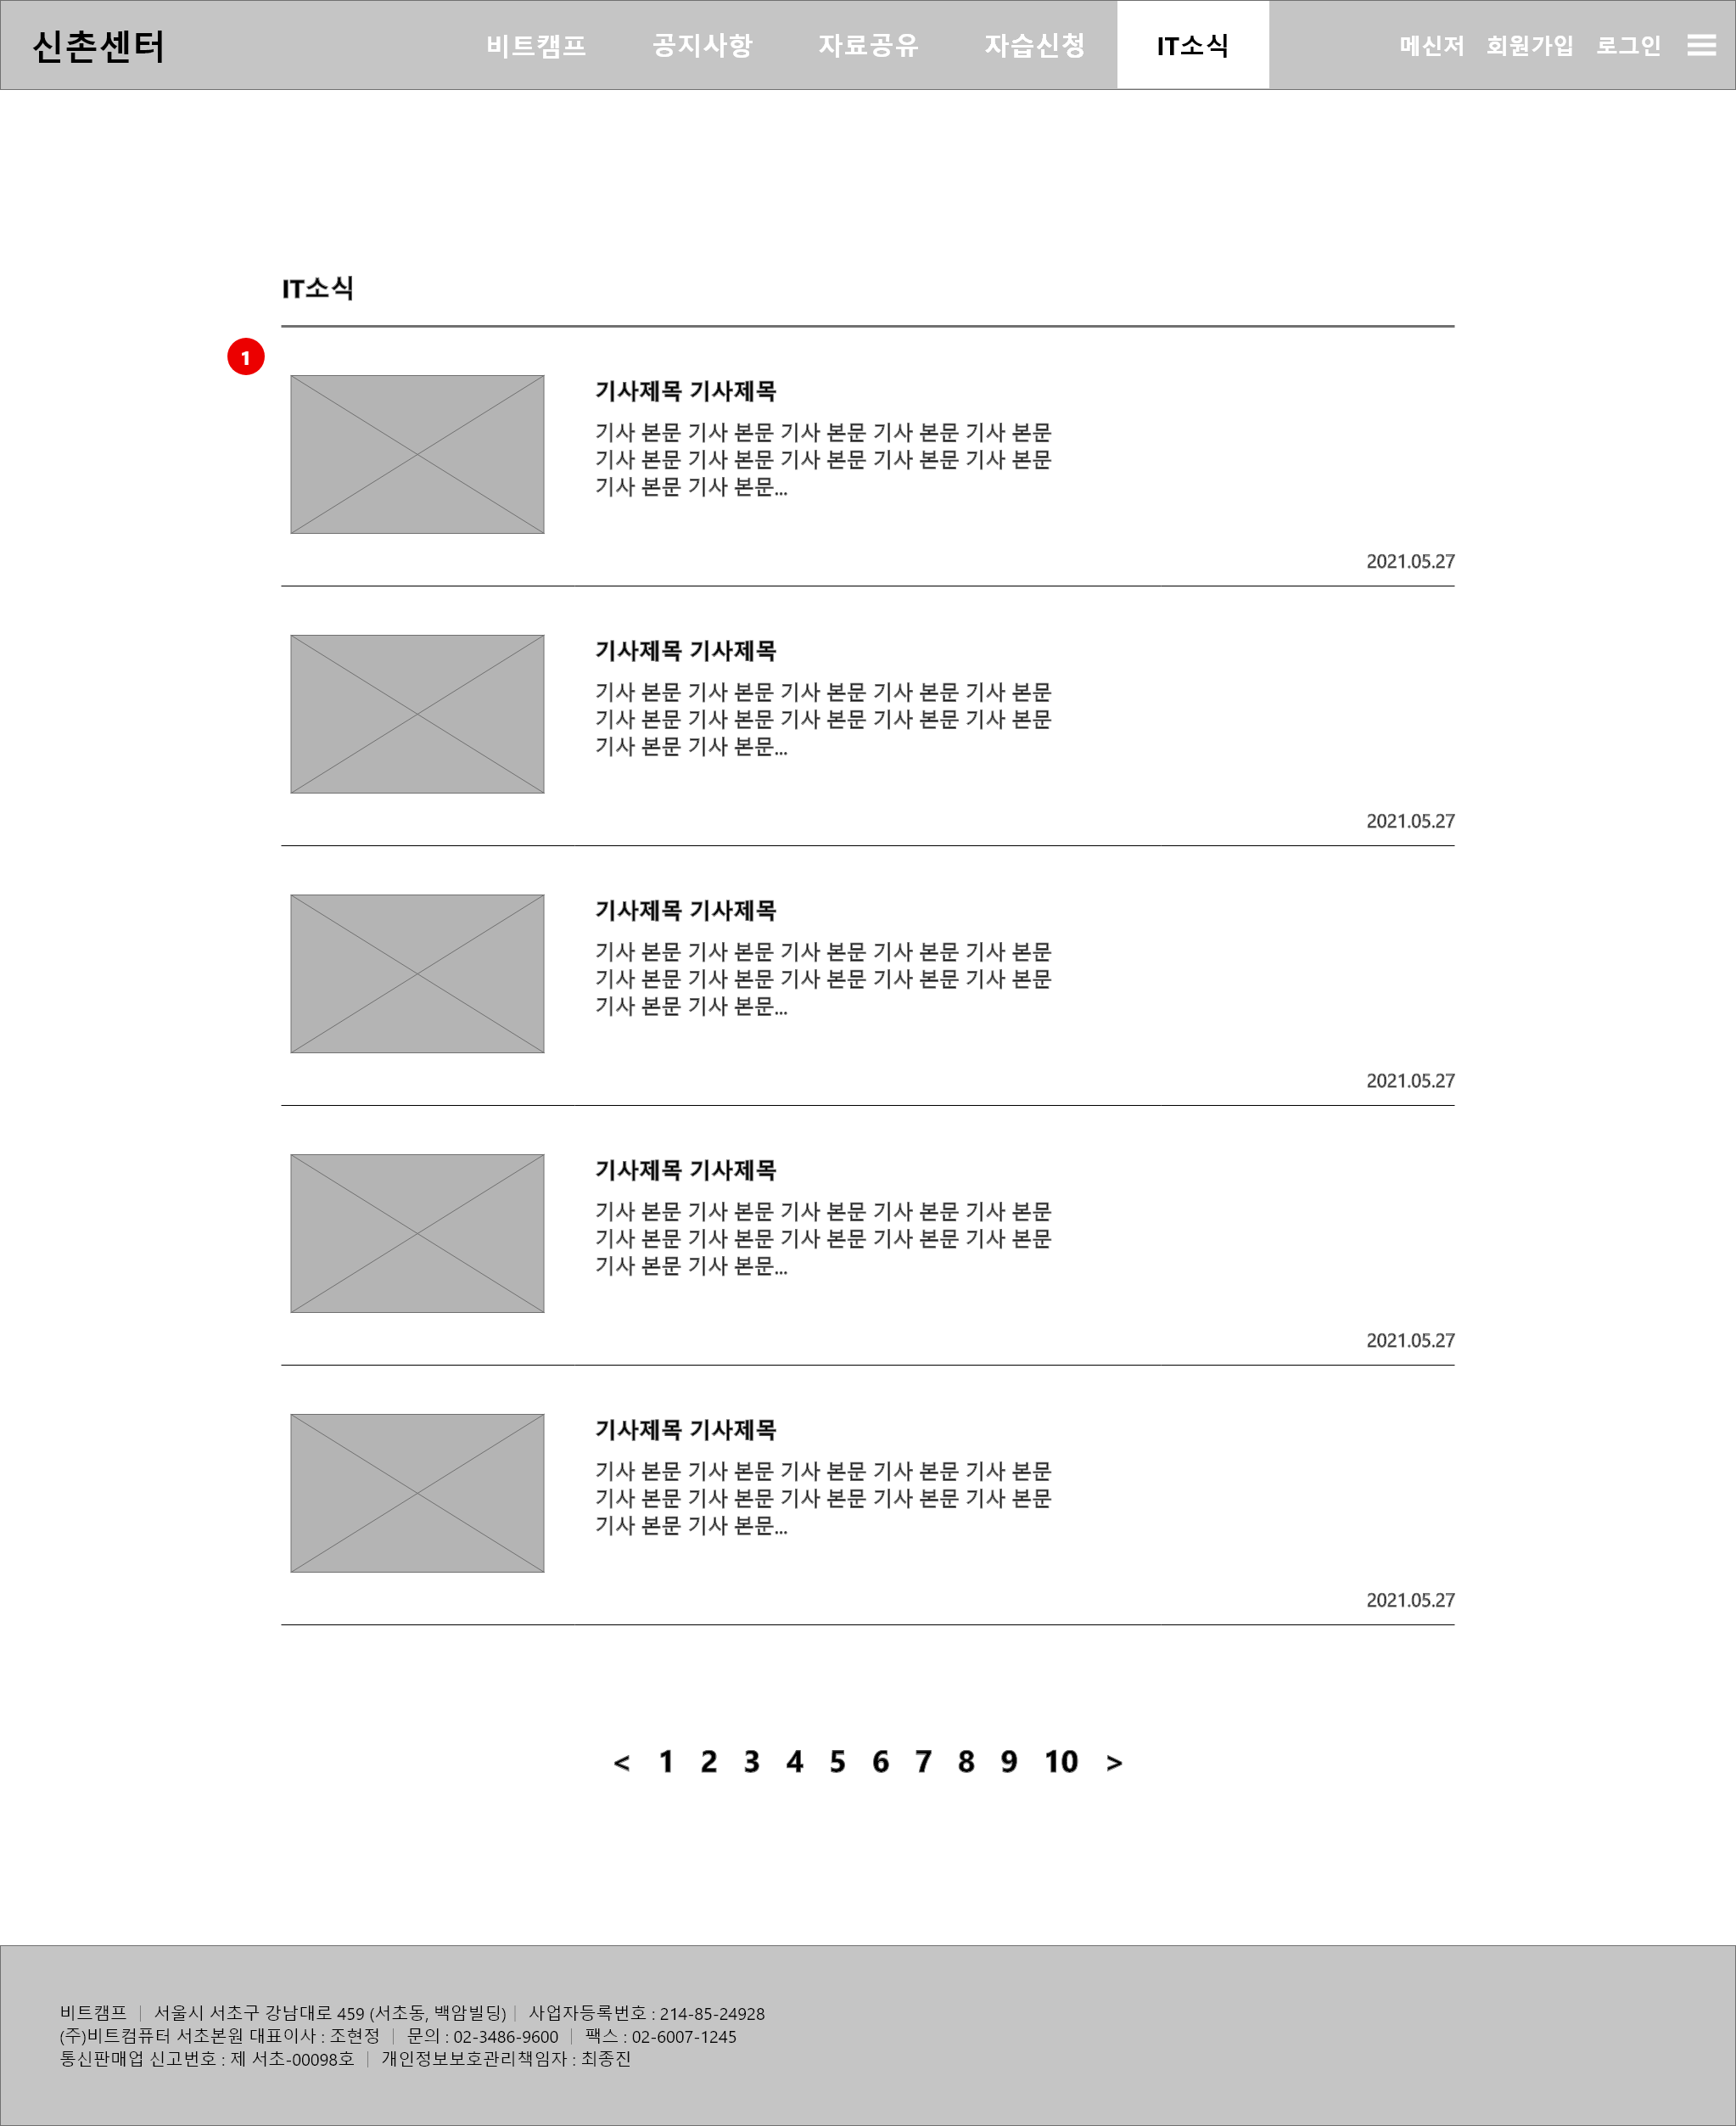 신촌센터 비트캠프 공지사항 자료공유 자습신청 IT소식 메신저 회원가입 로그인
IT소식
1
기사제목 기사제목
기사 본문 기사 본문 기사 본문 기사 본문 기사 본문
기사 본문 기사 본문 기사 본문 기사 본문 기사 본문
기사 본문 기사 본문...
2021.05.27
기사제목 기사제목
기사 본문 기사 본문 기사 본문 기사 본문 기사 본문
기사 본문 기사 본문 기사 본문 기사 본문 기사 본문
기사 본문 기사 본문...
2021.05.27
기사제목 기사제목
기사 본문 기사 본문 기사 본문 기사 본문 기사 본문
기사 본문 기사 본문 기사 본문 기사 본문 기사 본문
기사 본문 기사 본문...
2021.05.27
기사제목 기사제목
기사 본문 기사 본문 기사 본문 기사 본문 기사 본문
기사 본문 기사 본문 기사 본문 기사 본문 기사 본문
기사 본문 기사 본문...
2021.05.27
기사제목 기사제목
기사 본문 기사 본문 기사 본문 기사 본문 기사 본문
기사 본문 기사 본문 기사 본문 기사 본문 기사 본문
기사 본문 기사 본문...
2021.05.27
< 1 2 3 4 5 6 7 8 9 10 >
비트캠프 | 서울시 서초구 강남대로 459 (서초동, 백암빌딩) | 사업자등록번호 : 214-85-24928
(주)비트컴퓨터 서초본원 대표이사 : 조현정 | 문의 : 02-3486-9600 | 팩스 : 02-6007-1245
통신판매업 신고번호 : 제 서초-00098호 | 개인정보보호관리책임자 : 최종진